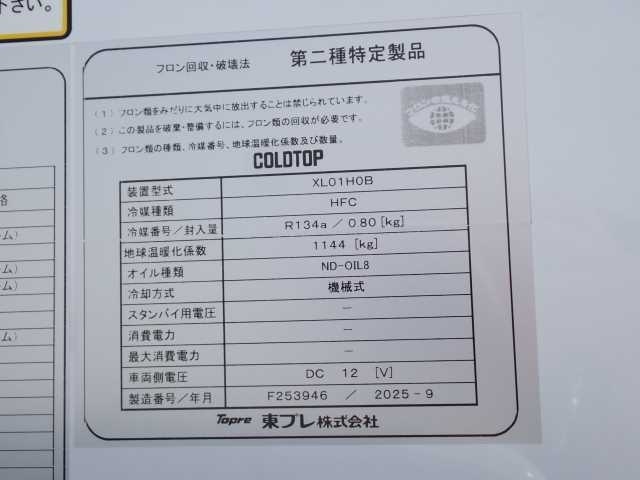 下さい。
フロン回収・破壊法 第二種特定製品
（１）フロン類をみだりに大気中に放出することは禁じられています。
（２）この製品を廃棄・整備するには、フロン類の回収が必要です。
（３）フロン類の種類、冷媒番号、地球温暖化係数及び数量。
COLDTOP
装置型式 XL01H0B
冷媒種類 HFC
冷媒番号／封入量 R134a ／ 0.80 [kg]
地球温暖化係数 1144 [kg]
オイル種類 ND-OIL8
冷却方式 機械式
スタンバイ用電圧 －
消費電力 －
最大消費電力 －
車両側電圧 DC 12 [V]
製造番号／年月 F253946 ／ 2025-9
Topre 東プレ株式会社
格
ム）
ム）
ム）
ム）